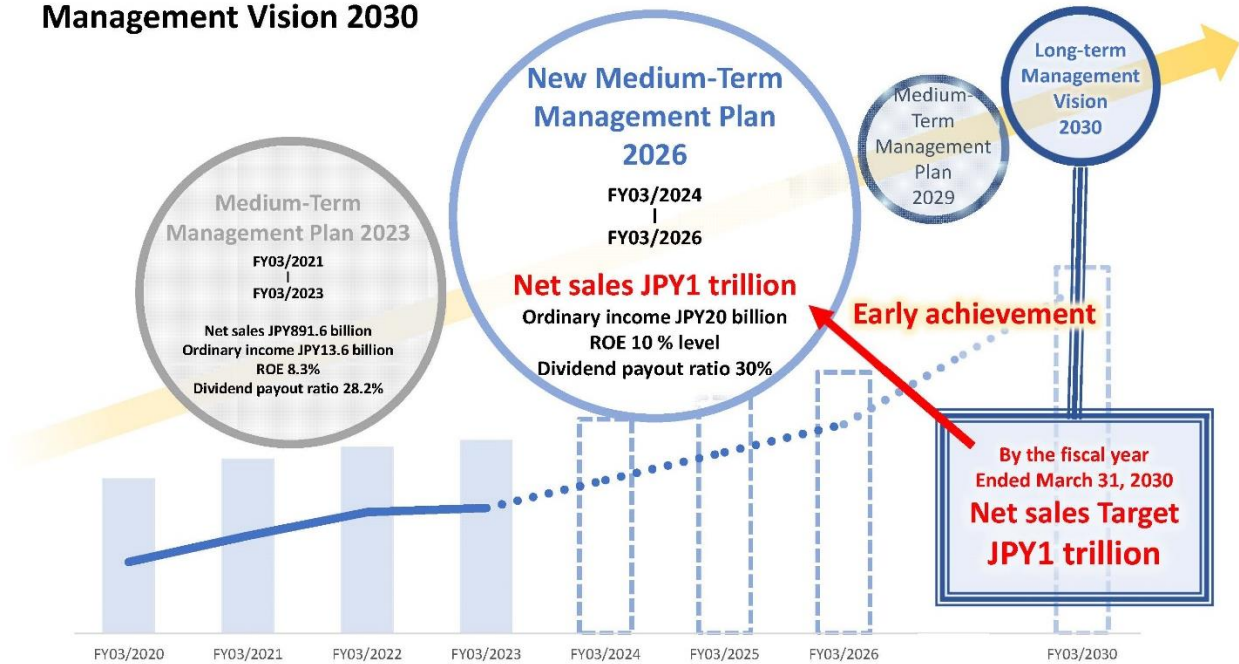 Management Vision 2030
Medium-Term
Management Plan 2023
FY03/2021
|
FY03/2023
Net sales JPY891.6 billion
Ordinary income JPY13.6 billion
ROE 8.3%
Dividend payout ratio 28.2%
New Medium-Term
Management Plan
2026
FY03/2024
|
FY03/2026
Net sales JPY1 trillion
Ordinary income JPY20 billion
ROE 10 % level
Dividend payout ratio 30%
Medium-
Term
Management
Plan
2029
Long-term
Management
Vision
2030
Early achievement
By the fiscal year
Ended March 31, 2030
Net sales Target
JPY1 trillion
FY03/2020
FY03/2021
FY03/2022
FY03/2023
FY03/2024
FY03/2025
FY03/2026
FY03/2030